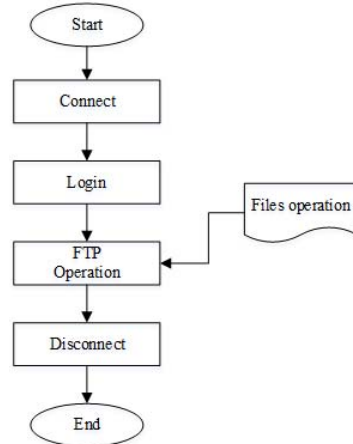 Start
Connect
Login
Files operation
FTP
Operation
Disconnect
End